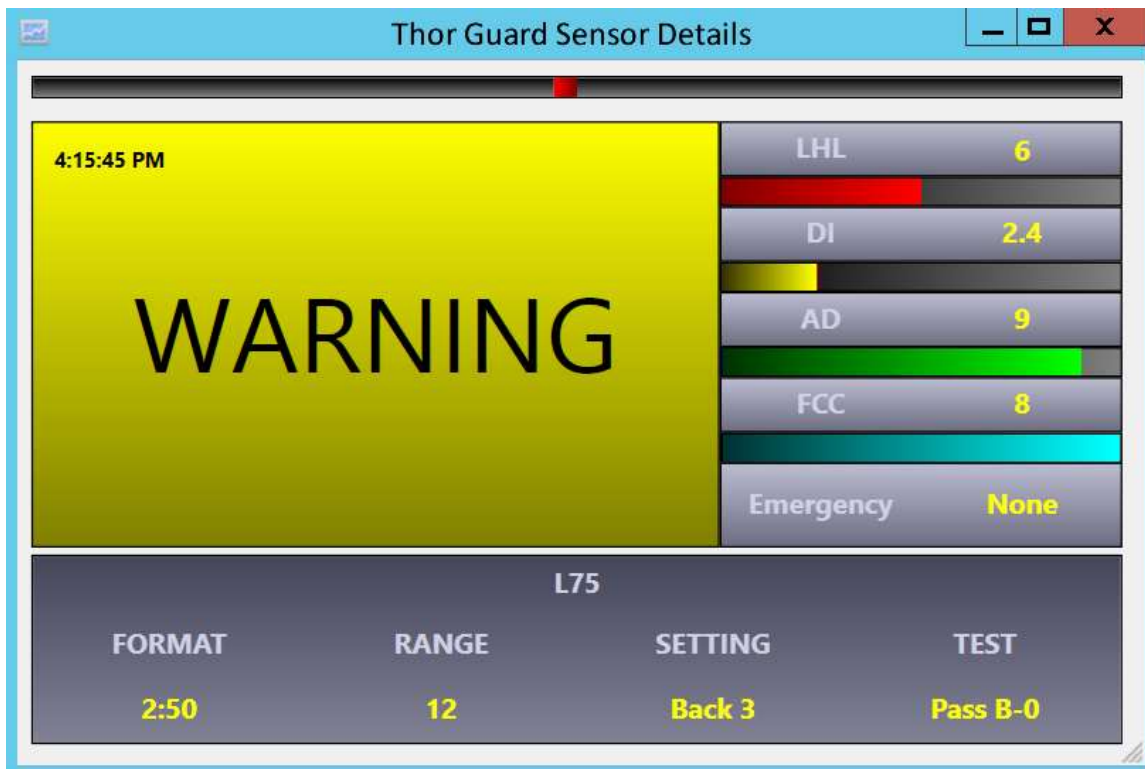 Thor Guard Sensor Details
X
4:15:45 PM
WARNING
LHL 6
DI 2.4
AD 9
FCC 8
Emergency None
L75
FORMAT RANGE SETTING TEST
2:50 12 Back 3 Pass B-0